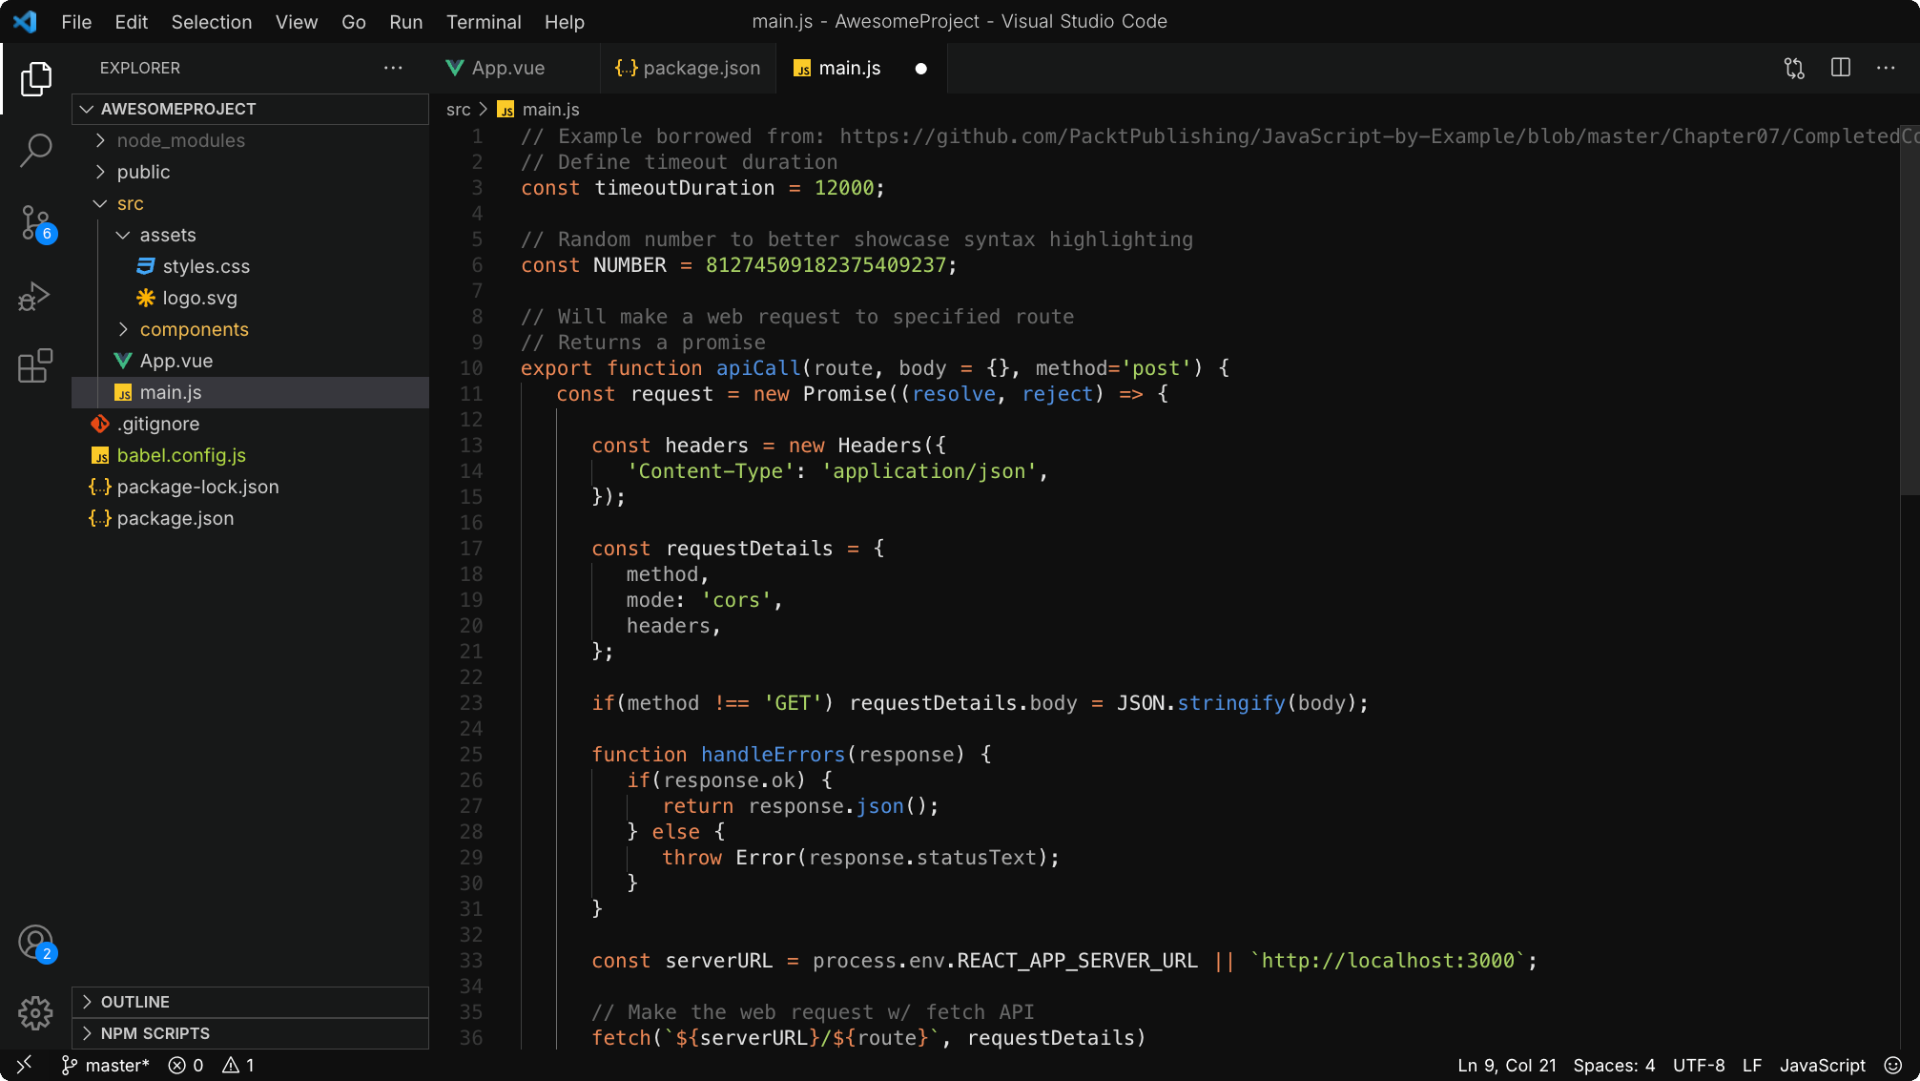 File Edit Selection View Go Run Terminal Help
main.js - AwesomeProject - Visual Studio Code
EXPLORER
AWESOMEPROJECT
node_modules
public
src
assets
styles.css
logo.svg
components
App.vue
main.js
.gitignore
babel.config.js
package-lock.json
package.json
OUTLINE
NPM SCRIPTS
6
2
App.vue package.json main.js
src > main.js
1 // Example borrowed from: https://github.com/PacktPublishing/JavaScript-by-Example/blob/master/Chapter07/CompletedCo
2 // Define timeout duration
3 const timeoutDuration = 12000;
4
5 // Random number to better showcase syntax highlighting
6 const NUMBER = 81274509182375409237;
7
8 // Will make a web request to specified route
9 // Returns a promise
10 export function apiCall(route, body = {}, method='post') {
11 const request = new Promise((resolve, reject) => {
12
13 const headers = new Headers({
14 'Content-Type': 'application/json',
15 });
16
17 const requestDetails = {
18 method,
19 mode: 'cors',
20 headers,
21 };
22
23 if(method !== 'GET') requestDetails.body = JSON.stringify(body);
24
25 function handleErrors(response) {
26 if(response.ok) {
27 return response.json();
28 } else {
29 throw Error(response.statusText);
30 }
31 }
32
33 const serverURL = process.env.REACT_APP_SERVER_URL || `http://localhost:3000`;
34
35 // Make the web request w/ fetch API
36 fetch(`${serverURL}/${route}`, requestDetails)
master* 0 1
Ln 9, Col 21 Spaces: 4 UTF-8 LF JavaScript